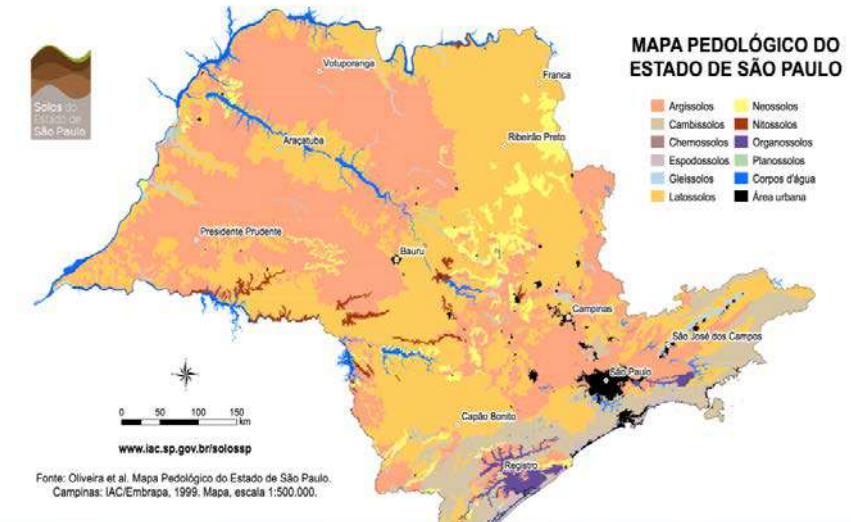 MAPA PEDOLÓGICO DO
ESTADO DE SÃO PAULO
Solos do
Estado de
São Paulo
Argissolos
Cambissolos
Chernossolos
Espodossolos
Gleissolos
Latossolos
Neossolos
Nitossolos
Organossolos
Planossolos
Corpos d'água
Área urbana
Votuporanga
Franca
Araçatuba
Ribeirão Preto
Presidente Prudente
Bauru
Campinas
São José dos Campos
São Paulo
Capão Bonito
Registro
0 50 100 150
km
www.iac.sp.gov.br/solossp
Fonte: Oliveira et al. Mapa Pedológico do Estado de São Paulo.
Campinas: IAC/Embrapa, 1999. Mapa, escala 1:500.000.